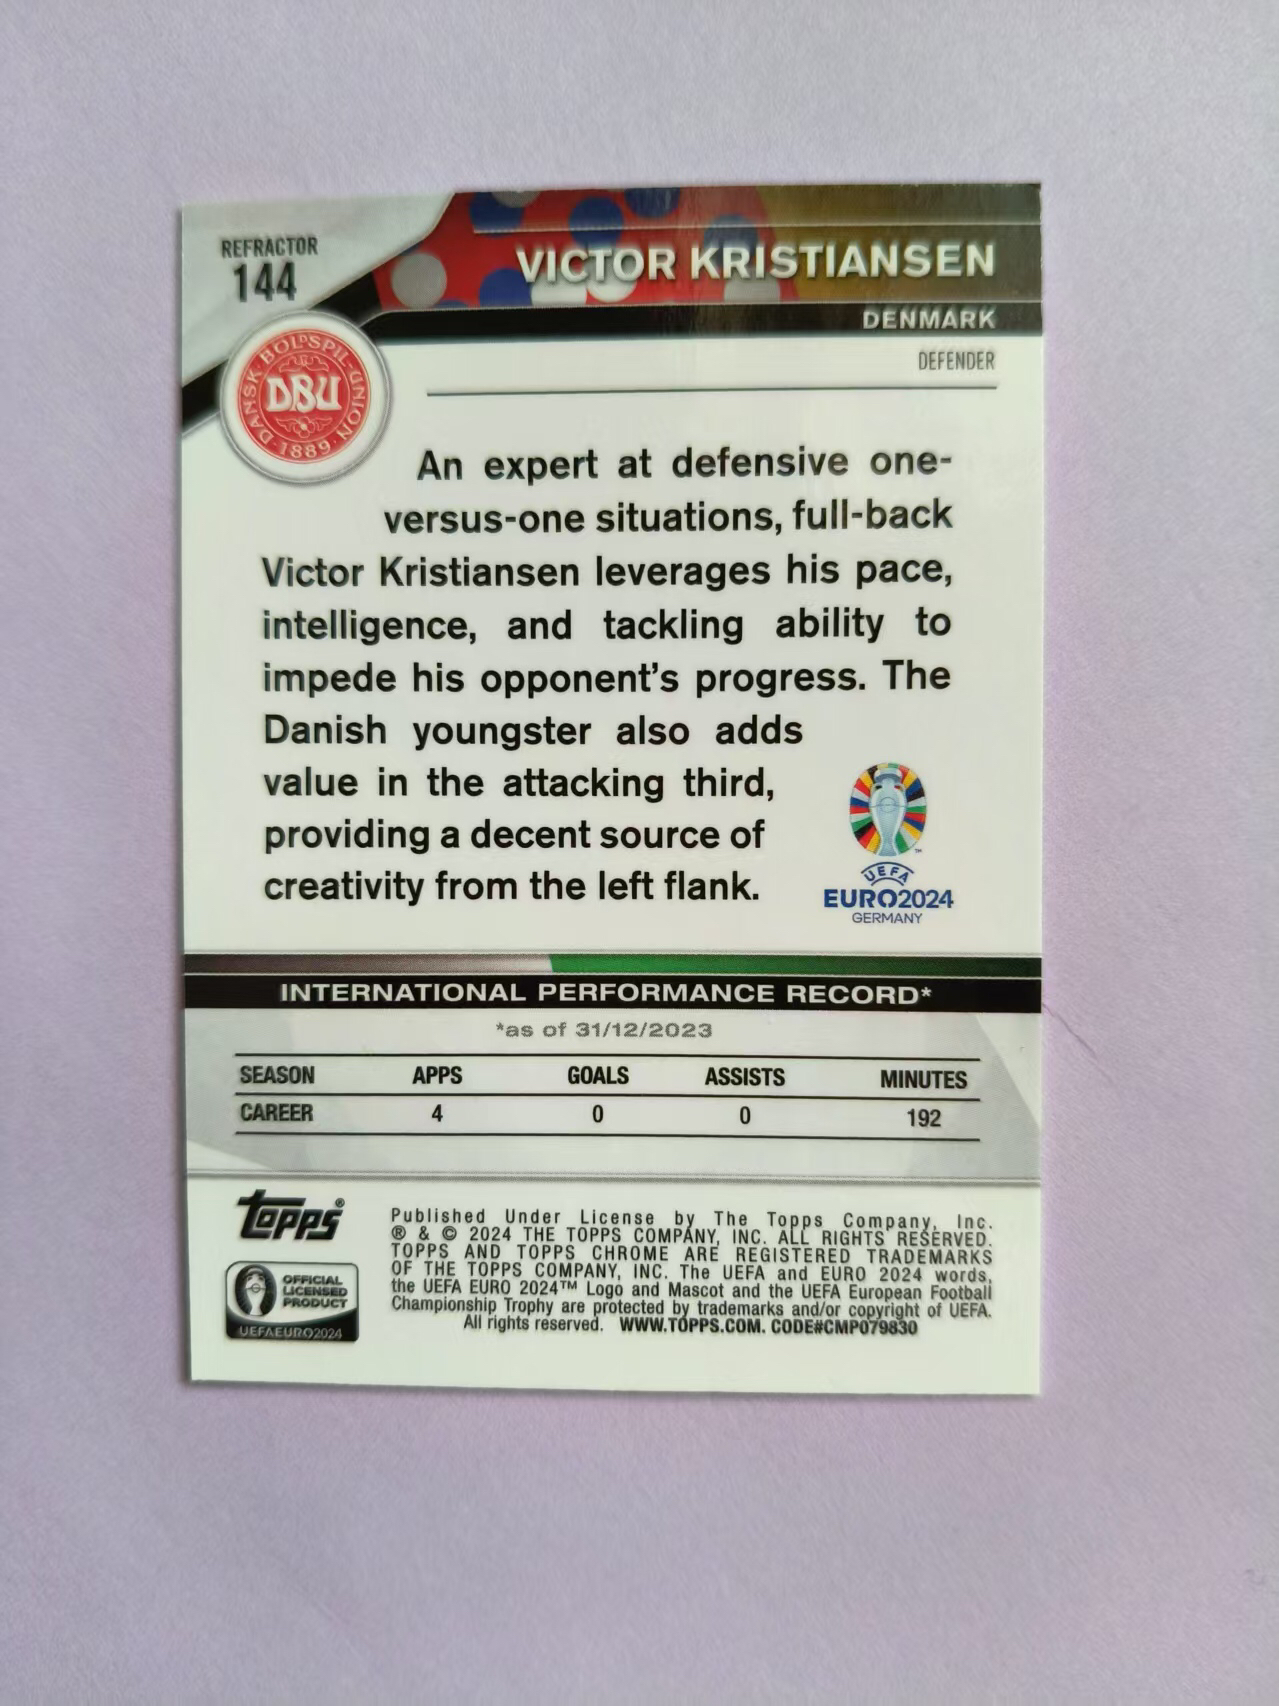 REFRACTOR
144
VICTOR KRISTIANSEN
DENMARK
DEFENDER
DANSK BOLDSPIL-UNION
DBU
·1889·
An expert at defensive one-
versus-one situations, full-back
Victor Kristiansen leverages his pace,
intelligence, and tackling ability to
impede his opponent's progress. The
Danish youngster also adds
value in the attacking third,
providing a decent source of
creativity from the left flank.
™
UEFA
EURO2024
GERMANY
INTERNATIONAL PERFORMANCE RECORD*
*as of 31/12/2023
SEASON APPS GOALS ASSISTS MINUTES
CAREER 4 0 0 192
topps®
OFFICIAL
LICENSED
PRODUCT
UEFAEURO2024
Published Under License by The Topps Company, Inc.
® & © 2024 THE TOPPS COMPANY, INC. ALL RIGHTS RESERVED.
TOPPS AND TOPPS CHROME ARE REGISTERED TRADEMARKS
OF THE TOPPS COMPANY, INC. The UEFA and EURO 2024 words,
the UEFA EURO 2024™ Logo and Mascot and the UEFA European Football
Championship Trophy are protected by trademarks and/or copyright of UEFA.
All rights reserved. WWW.TOPPS.COM. CODE#CMP079830